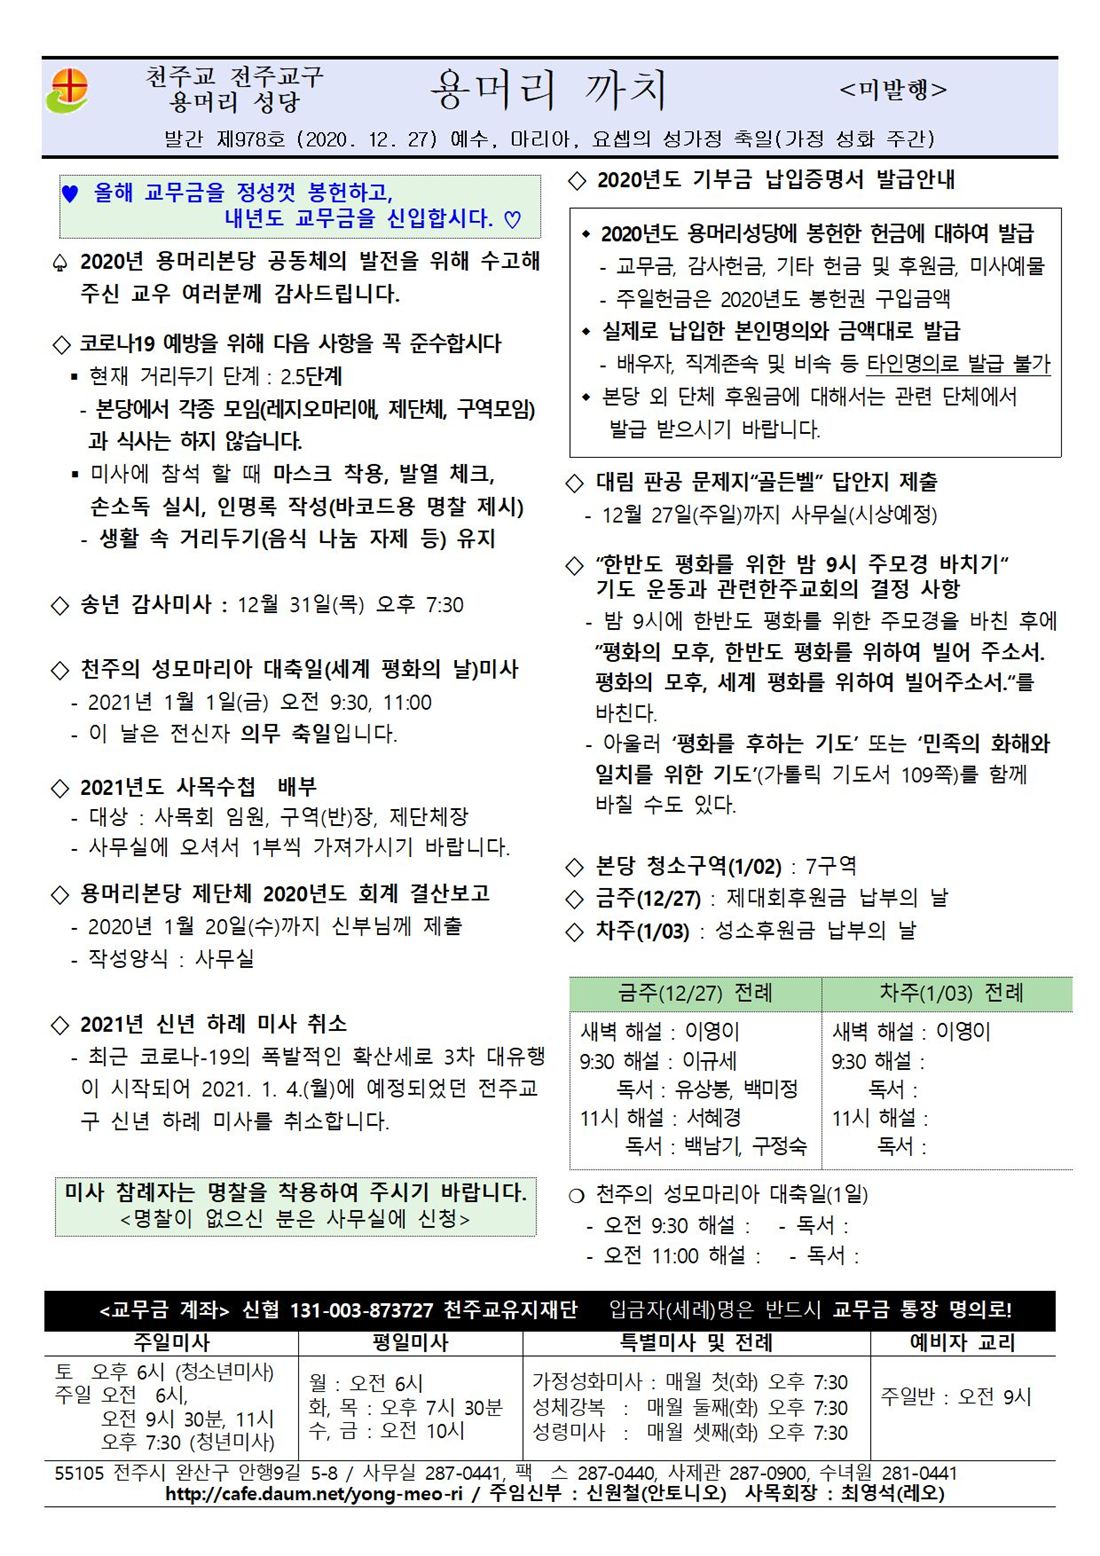 천주교 전주교구
용머리 성당
용머리 까치
<미발행>
발간 제978호 (2020. 12. 27) 예수, 마리아, 요셉의 성가정 축일(가정 성화 주간)
♥ 올해 교무금을 정성껏 봉헌하고,
내년도 교무금을 신입합시다. ♡
♤ 2020년 용머리본당 공동체의 발전을 위해 수고해
주신 교우 여러분께 감사드립니다.
◇ 코로나19 예방을 위해 다음 사항을 꼭 준수합시다
▪ 현재 거리두기 단계 : 2.5단계
- 본당에서 각종 모임(레지오마리애, 제단체, 구역모임)
과 식사는 하지 않습니다.
▪ 미사에 참석 할 때 마스크 착용, 발열 체크,
손소독 실시, 인명록 작성(바코드용 명찰 제시)
- 생활 속 거리두기(음식 나눔 자제 등) 유지
◇ 송년 감사미사 : 12월 31일(목) 오후 7:30
◇ 천주의 성모마리아 대축일(세계 평화의 날)미사
- 2021년 1월 1일(금) 오전 9:30, 11:00
- 이 날은 전신자 의무 축일입니다.
◇ 2021년도 사목수첩 배부
- 대상 : 사목회 임원, 구역(반)장, 제단체장
- 사무실에 오셔서 1부씩 가져가시기 바랍니다.
◇ 용머리본당 제단체 2020년도 회계 결산보고
- 2020년 1월 20일(수)까지 신부님께 제출
- 작성양식 : 사무실
◇ 2021년 신년 하례 미사 취소
- 최근 코로나-19의 폭발적인 확산세로 3차 대유행
이 시작되어 2021. 1. 4.(월)에 예정되었던 전주교
구 신년 하례 미사를 취소합니다.
미사 참례자는 명찰을 착용하여 주시기 바랍니다.
<명찰이 없으신 분은 사무실에 신청>
◇ 2020년도 기부금 납입증명서 발급안내
◆ 2020년도 용머리성당에 봉헌한 헌금에 대하여 발급
- 교무금, 감사헌금, 기타 헌금 및 후원금, 미사예물
- 주일헌금은 2020년도 봉헌권 구입금액
◆ 실제로 납입한 본인명의와 금액대로 발급
- 배우자, 직계존속 및 비속 등 타인명의로 발급 불가
◆ 본당 외 단체 후원금에 대해서는 관련 단체에서
발급 받으시기 바랍니다.
◇ 대림 판공 문제지"골든벨" 답안지 제출
- 12월 27일(주일)까지 사무실(시상예정)
◇ "한반도 평화를 위한 밤 9시 주모경 바치기"
기도 운동과 관련한주교회의 결정 사항
- 밤 9시에 한반도 평화를 위한 주모경을 바친 후에
"평화의 모후, 한반도 평화를 위하여 빌어 주소서.
평화의 모후, 세계 평화를 위하여 빌어주소서."를
바친다.
- 아울러 '평화를 후하는 기도' 또는 '민족의 화해와
일치를 위한 기도'(가톨릭 기도서 109쪽)를 함께
바칠 수도 있다.
◇ 본당 청소구역(1/02) : 7구역
◇ 금주(12/27) : 제대회후원금 납부의 날
◇ 차주(1/03) : 성소후원금 납부의 날
금주(12/27) 전례
새벽 해설 : 이영이
9:30 해설 : 이규세
독서 : 유상봉, 백미정
11시 해설 : 서혜경
독서 : 백남기, 구정숙
차주(1/03) 전례
새벽 해설 : 이영이
9:30 해설 :
독서 :
11시 해설 :
독서 :
❍ 천주의 성모마리아 대축일(1일)
- 오전 9:30 해설 : - 독서 :
- 오전 11:00 해설 : - 독서 :
<교무금 계좌> 신협 131-003-873727 천주교유지재단 입금자(세례)명은 반드시 교무금 통장 명의로!
주일미사
토 오후 6시 (청소년미사)
주일 오전 6시,
오전 9시 30분, 11시
오후 7:30 (청년미사)
평일미사
월 : 오전 6시
화, 목 : 오후 7시 30분
수, 금 : 오전 10시
특별미사 및 전례
가정성화미사 : 매월 첫(화) 오후 7:30
성체강복 : 매월 둘째(화) 오후 7:30
성령미사 : 매월 셋째(화) 오후 7:30
예비자 교리
주일반 : 오전 9시
55105 전주시 완산구 안행9길 5-8 / 사무실 287-0441, 팩 스 287-0440, 사제관 287-0900, 수녀원 281-0441
http://cafe.daum.net/yong-meo-ri / 주임신부 : 신원철(안토니오) 사목회장 : 최영석(레오)